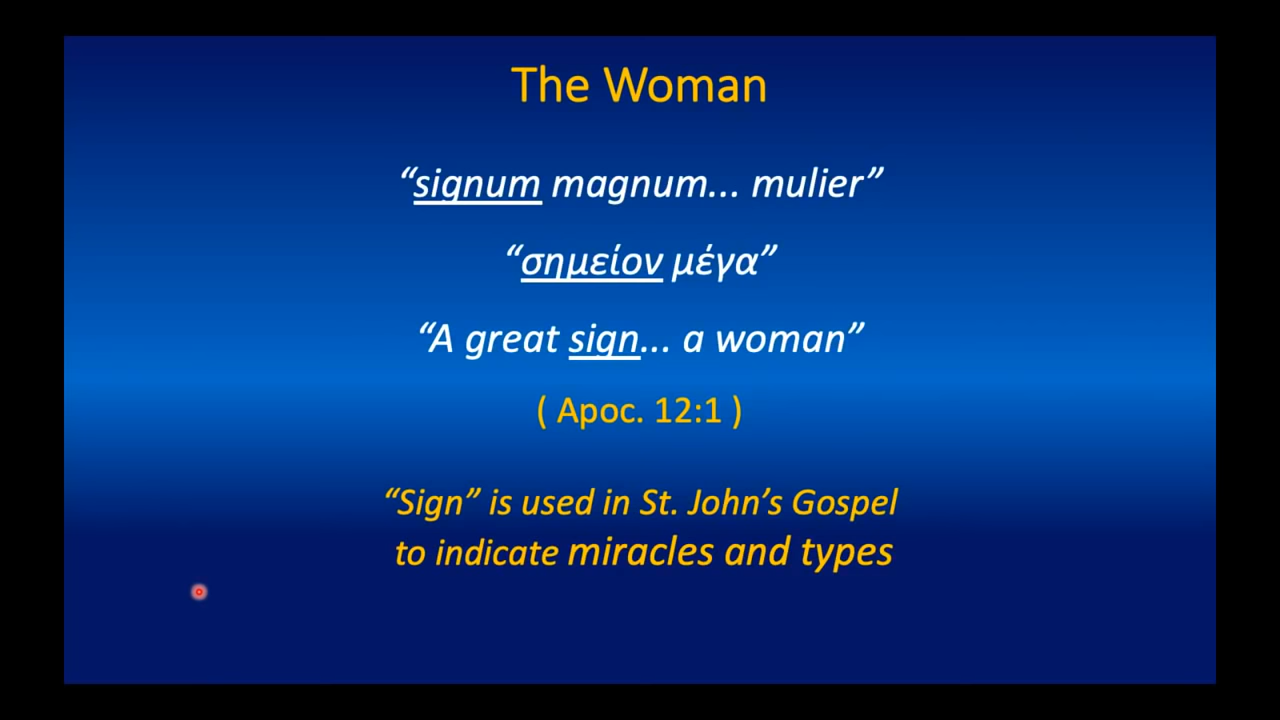 The Woman
“signum magnum... mulier”
“σημείον μέγα”
“A great sign... a woman”
( Apoc. 12:1 )
“Sign” is used in St. John’s Gospel
to indicate miracles and types